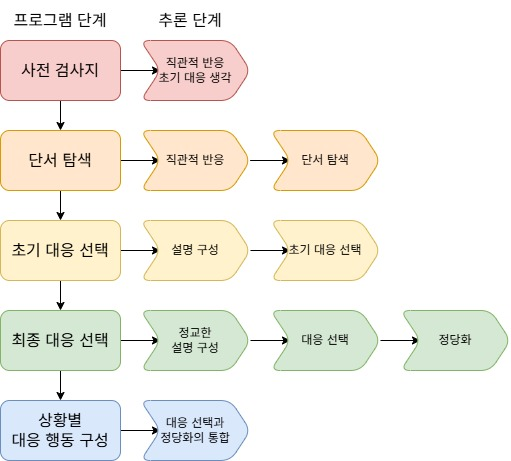 프로그램 단계 추론 단계
사전 검사지
직관적 반응
초기 대응 생각
단서 탐색
직관적 반응
단서 탐색
초기 대응 선택
설명 구성
초기 대응 선택
최종 대응 선택
정교한
설명 구성
대응 선택
정당화
상황별
대응 행동 구성
대응 선택과
정당화의 통합